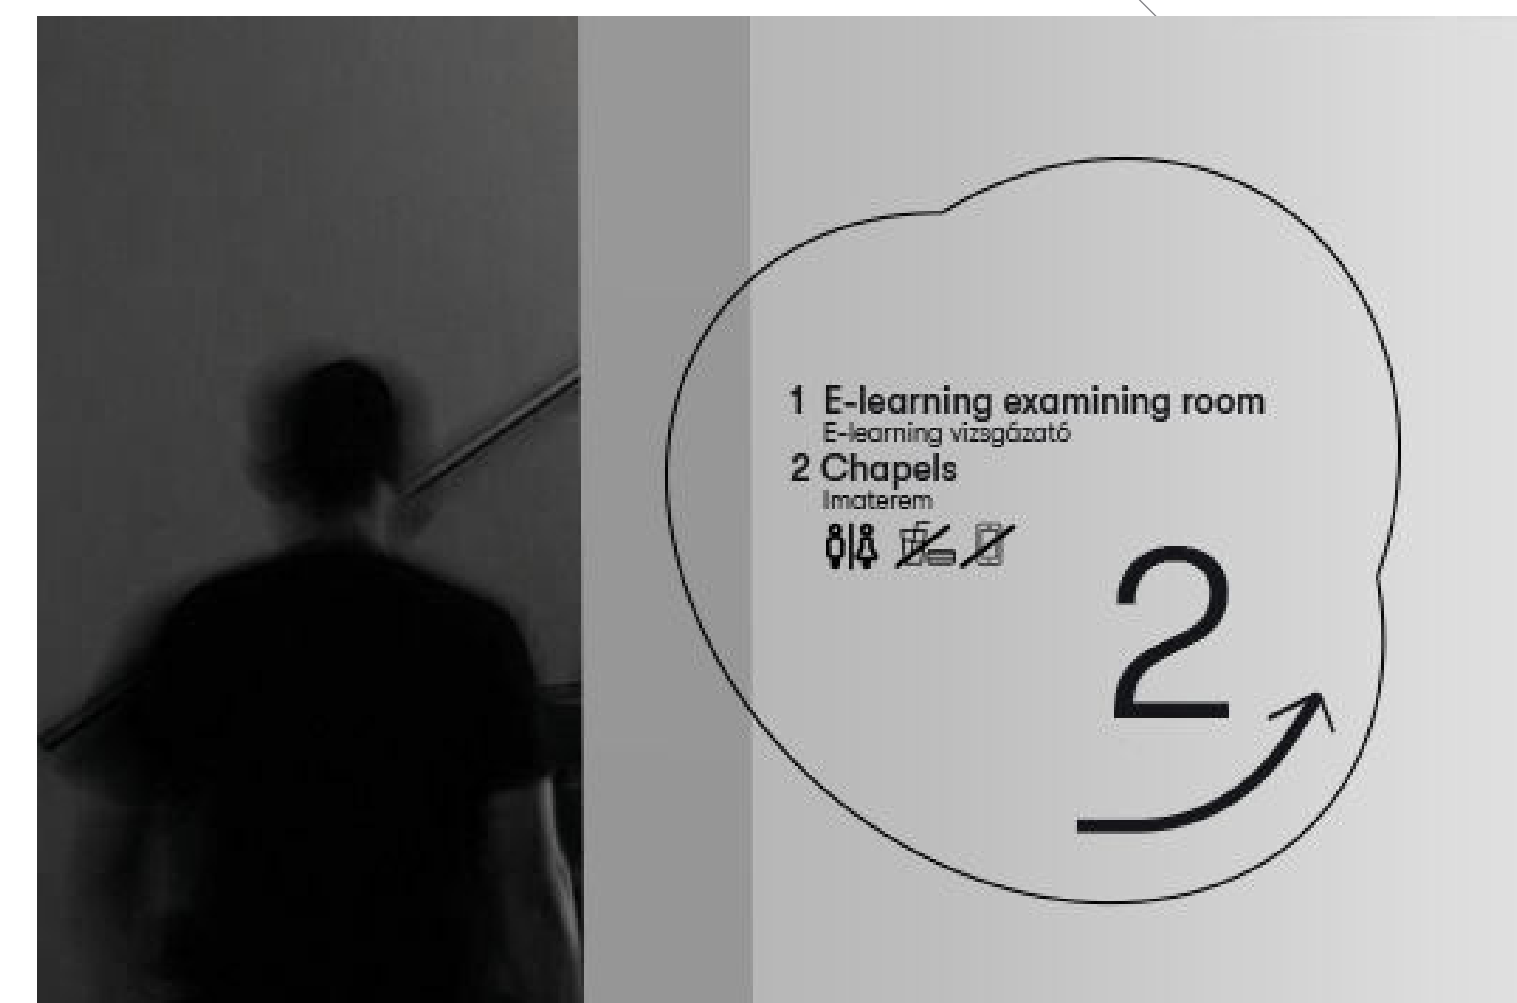 1 E-learning examining room
E-learning vizsgázató
2 Chapels
Imaterem
2